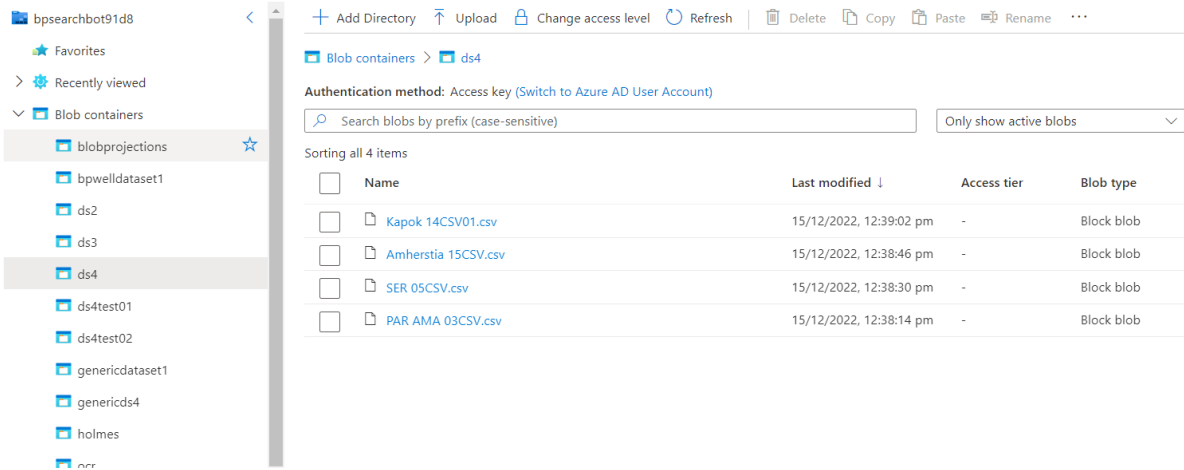 bpsearchbot91d8
Favorites
Recently viewed
Blob containers
blobprojections
bpwelldataset1
ds2
ds3
ds4
ds4test01
ds4test02
genericdataset1
genericds4
holmes
ocr
Add Directory Upload Change access level Refresh Delete Copy Paste Rename ...
Blob containers > ds4
Authentication method: Access key (Switch to Azure AD User Account)
Search blobs by prefix (case-sensitive) Only show active blobs
Sorting all 4 items
Name Last modified ↓ Access tier Blob type
Kapok 14CSV01.csv 15/12/2022, 12:39:02 pm - Block blob
Amherstia 15CSV.csv 15/12/2022, 12:38:46 pm - Block blob
SER 05CSV.csv 15/12/2022, 12:38:30 pm - Block blob
PAR AMA 03CSV.csv 15/12/2022, 12:38:14 pm - Block blob